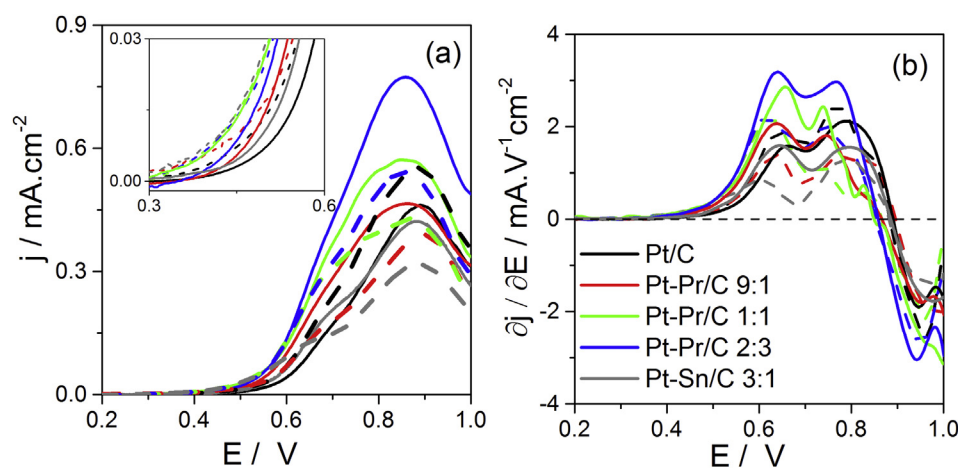 (a)
0.9
0.6
0.3
0.0
j / mA.cm-2
0.03
0.00
0.3 0.6
0.2 0.4 0.6 0.8 1.0
E / V
(b)
4
2
0
-2
-4
∂j / ∂E / mA.V-1cm-2
Pt/C
Pt-Pr/C 9:1
Pt-Pr/C 1:1
Pt-Pr/C 2:3
Pt-Sn/C 3:1
0.2 0.4 0.6 0.8 1.0
E / V